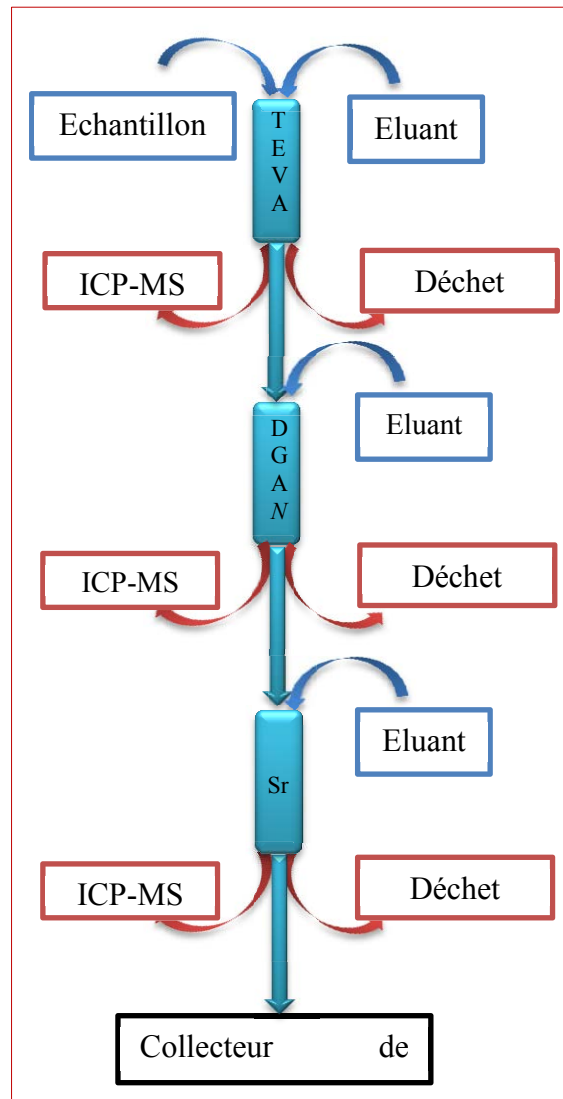 Echantillon
Eluant
T
E
V
A
ICP-MS
Déchet
Eluant
D
G
A
N
ICP-MS
Déchet
Eluant
Sr
ICP-MS
Déchet
Collecteur de